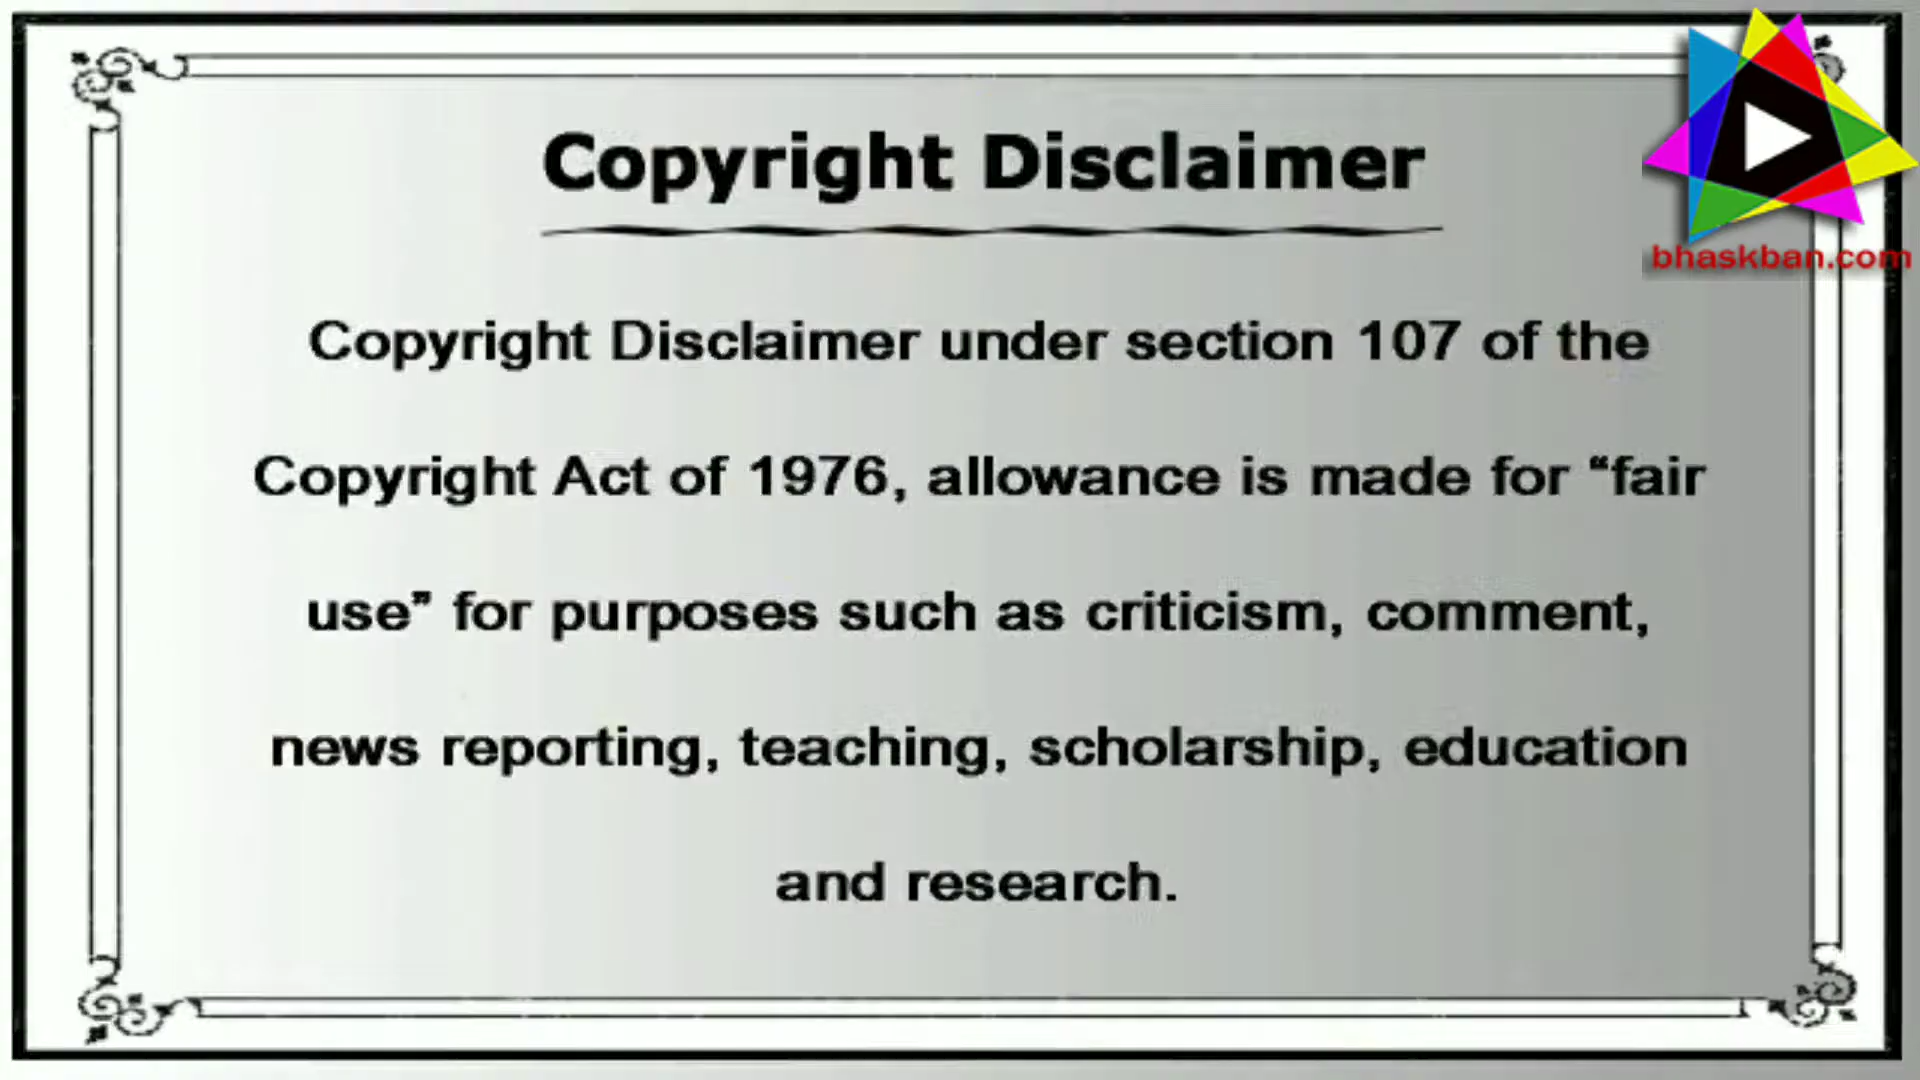 Copyright Disclaimer
bhaskban.com
Copyright Disclaimer under section 107 of the
Copyright Act of 1976, allowance is made for “fair
use” for purposes such as criticism, comment,
news reporting, teaching, scholarship, education
and research.